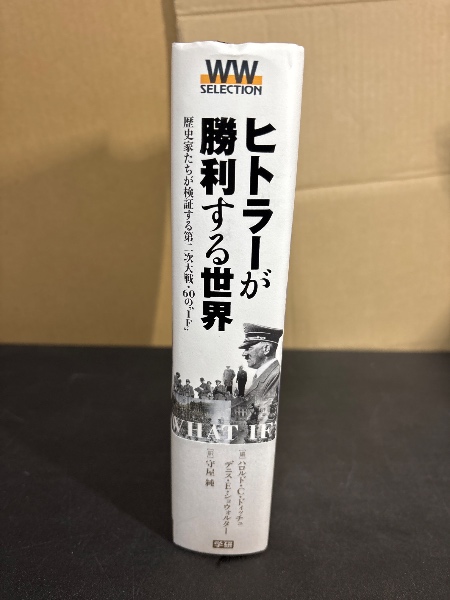 WW
SELECTION
ヒトラーが
勝利する世界
歴史家たちが検証する第二次大戦・60の“IF”
WHAT IF
[編]ハロルド・C・ドィッチュ
デニス・E・ショウォルター
[訳]守屋 純
学研